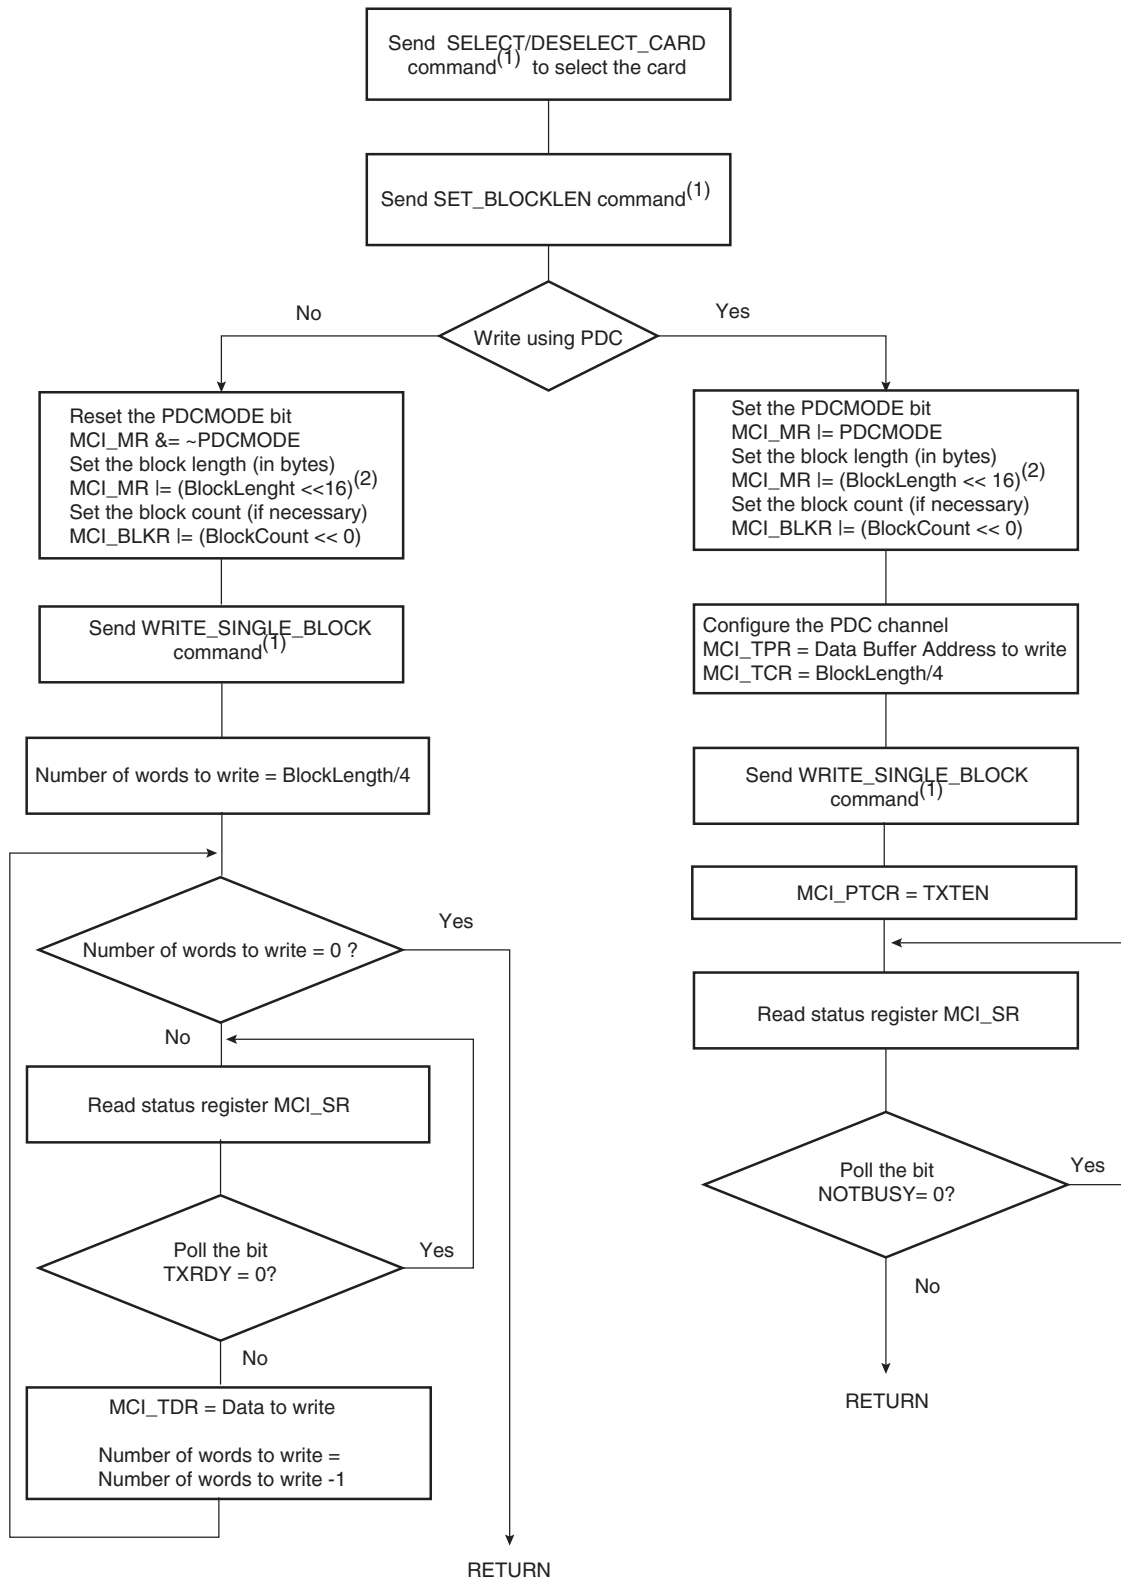 Send SELECT/DESELECT_CARD
command(1) to select the card
Send SET_BLOCKLEN command(1)
Write using PDC
No
Yes
Reset the PDCMODE bit
MCI_MR &= ~PDCMODE
Set the block length (in bytes)
MCI_MR |= (BlockLenght <<16)(2)
Set the block count (if necessary)
MCI_BLKR |= (BlockCount << 0)
Send WRITE_SINGLE_BLOCK
command(1)
Number of words to write = BlockLength/4
Number of words to write = 0 ?
Yes
No
Read status register MCI_SR
Poll the bit
TXRDY = 0?
Yes
No
MCI_TDR = Data to write
Number of words to write =
Number of words to write -1
RETURN
Set the PDCMODE bit
MCI_MR |= PDCMODE
Set the block length (in bytes)
MCI_MR |= (BlockLength << 16)(2)
Set the block count (if necessary)
MCI_BLKR |= (BlockCount << 0)
Configure the PDC channel
MCI_TPR = Data Buffer Address to write
MCI_TCR = BlockLength/4
Send WRITE_SINGLE_BLOCK
command(1)
MCI_PTCR = TXTEN
Read status register MCI_SR
Poll the bit
NOTBUSY= 0?
Yes
No
RETURN